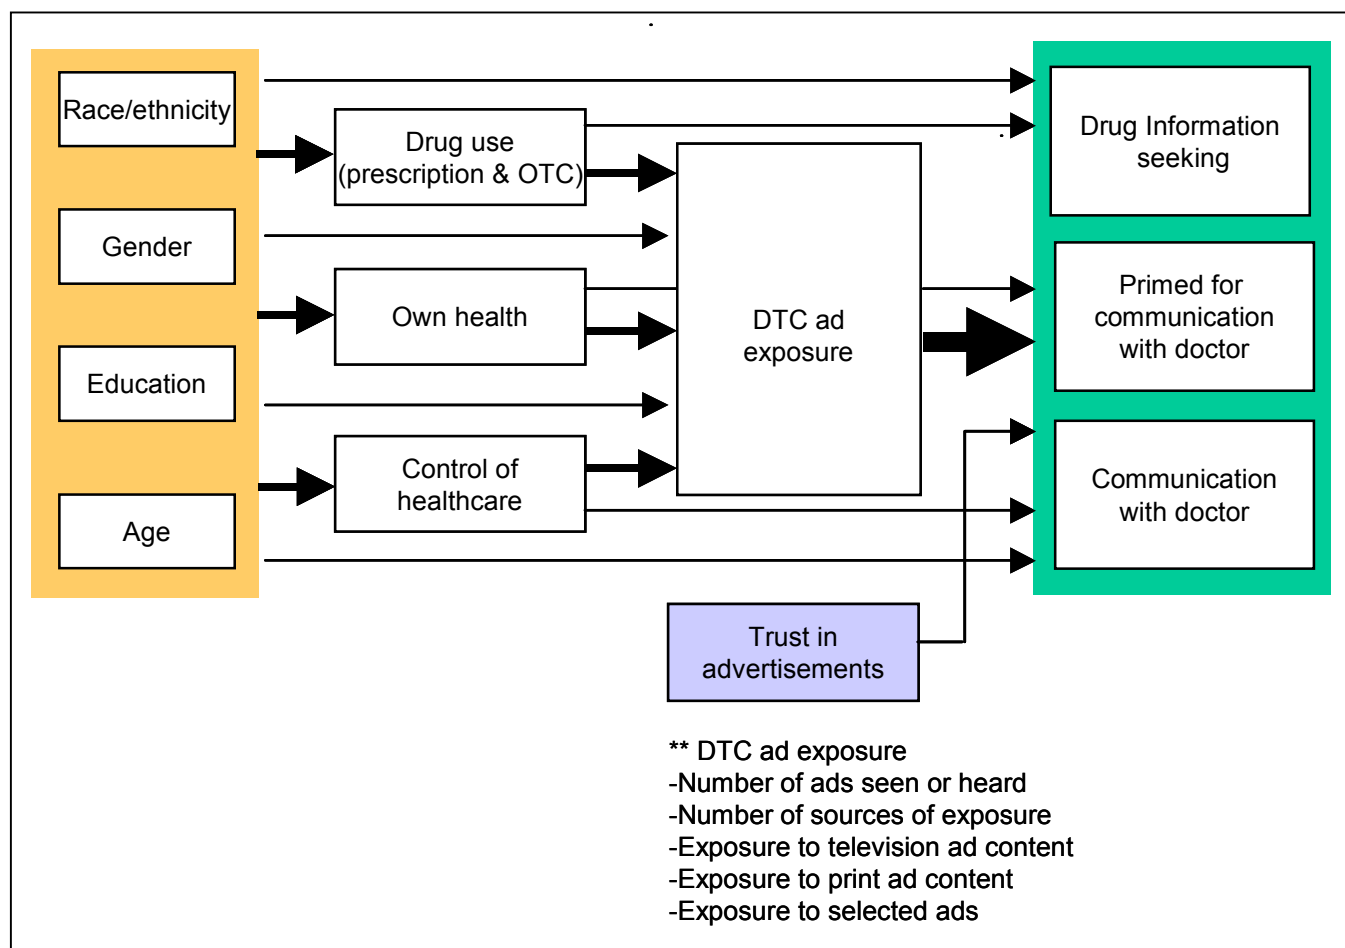 Race/ethnicity
Gender
Education
Age
Drug use
(prescription & OTC)
Own health
Control of
healthcare
DTC ad
exposure
Drug Information
seeking
Primed for
communication
with doctor
Communication
with doctor
Trust in
advertisements
** DTC ad exposure
-Number of ads seen or heard
-Number of sources of exposure
-Exposure to television ad content
-Exposure to print ad content
-Exposure to selected ads